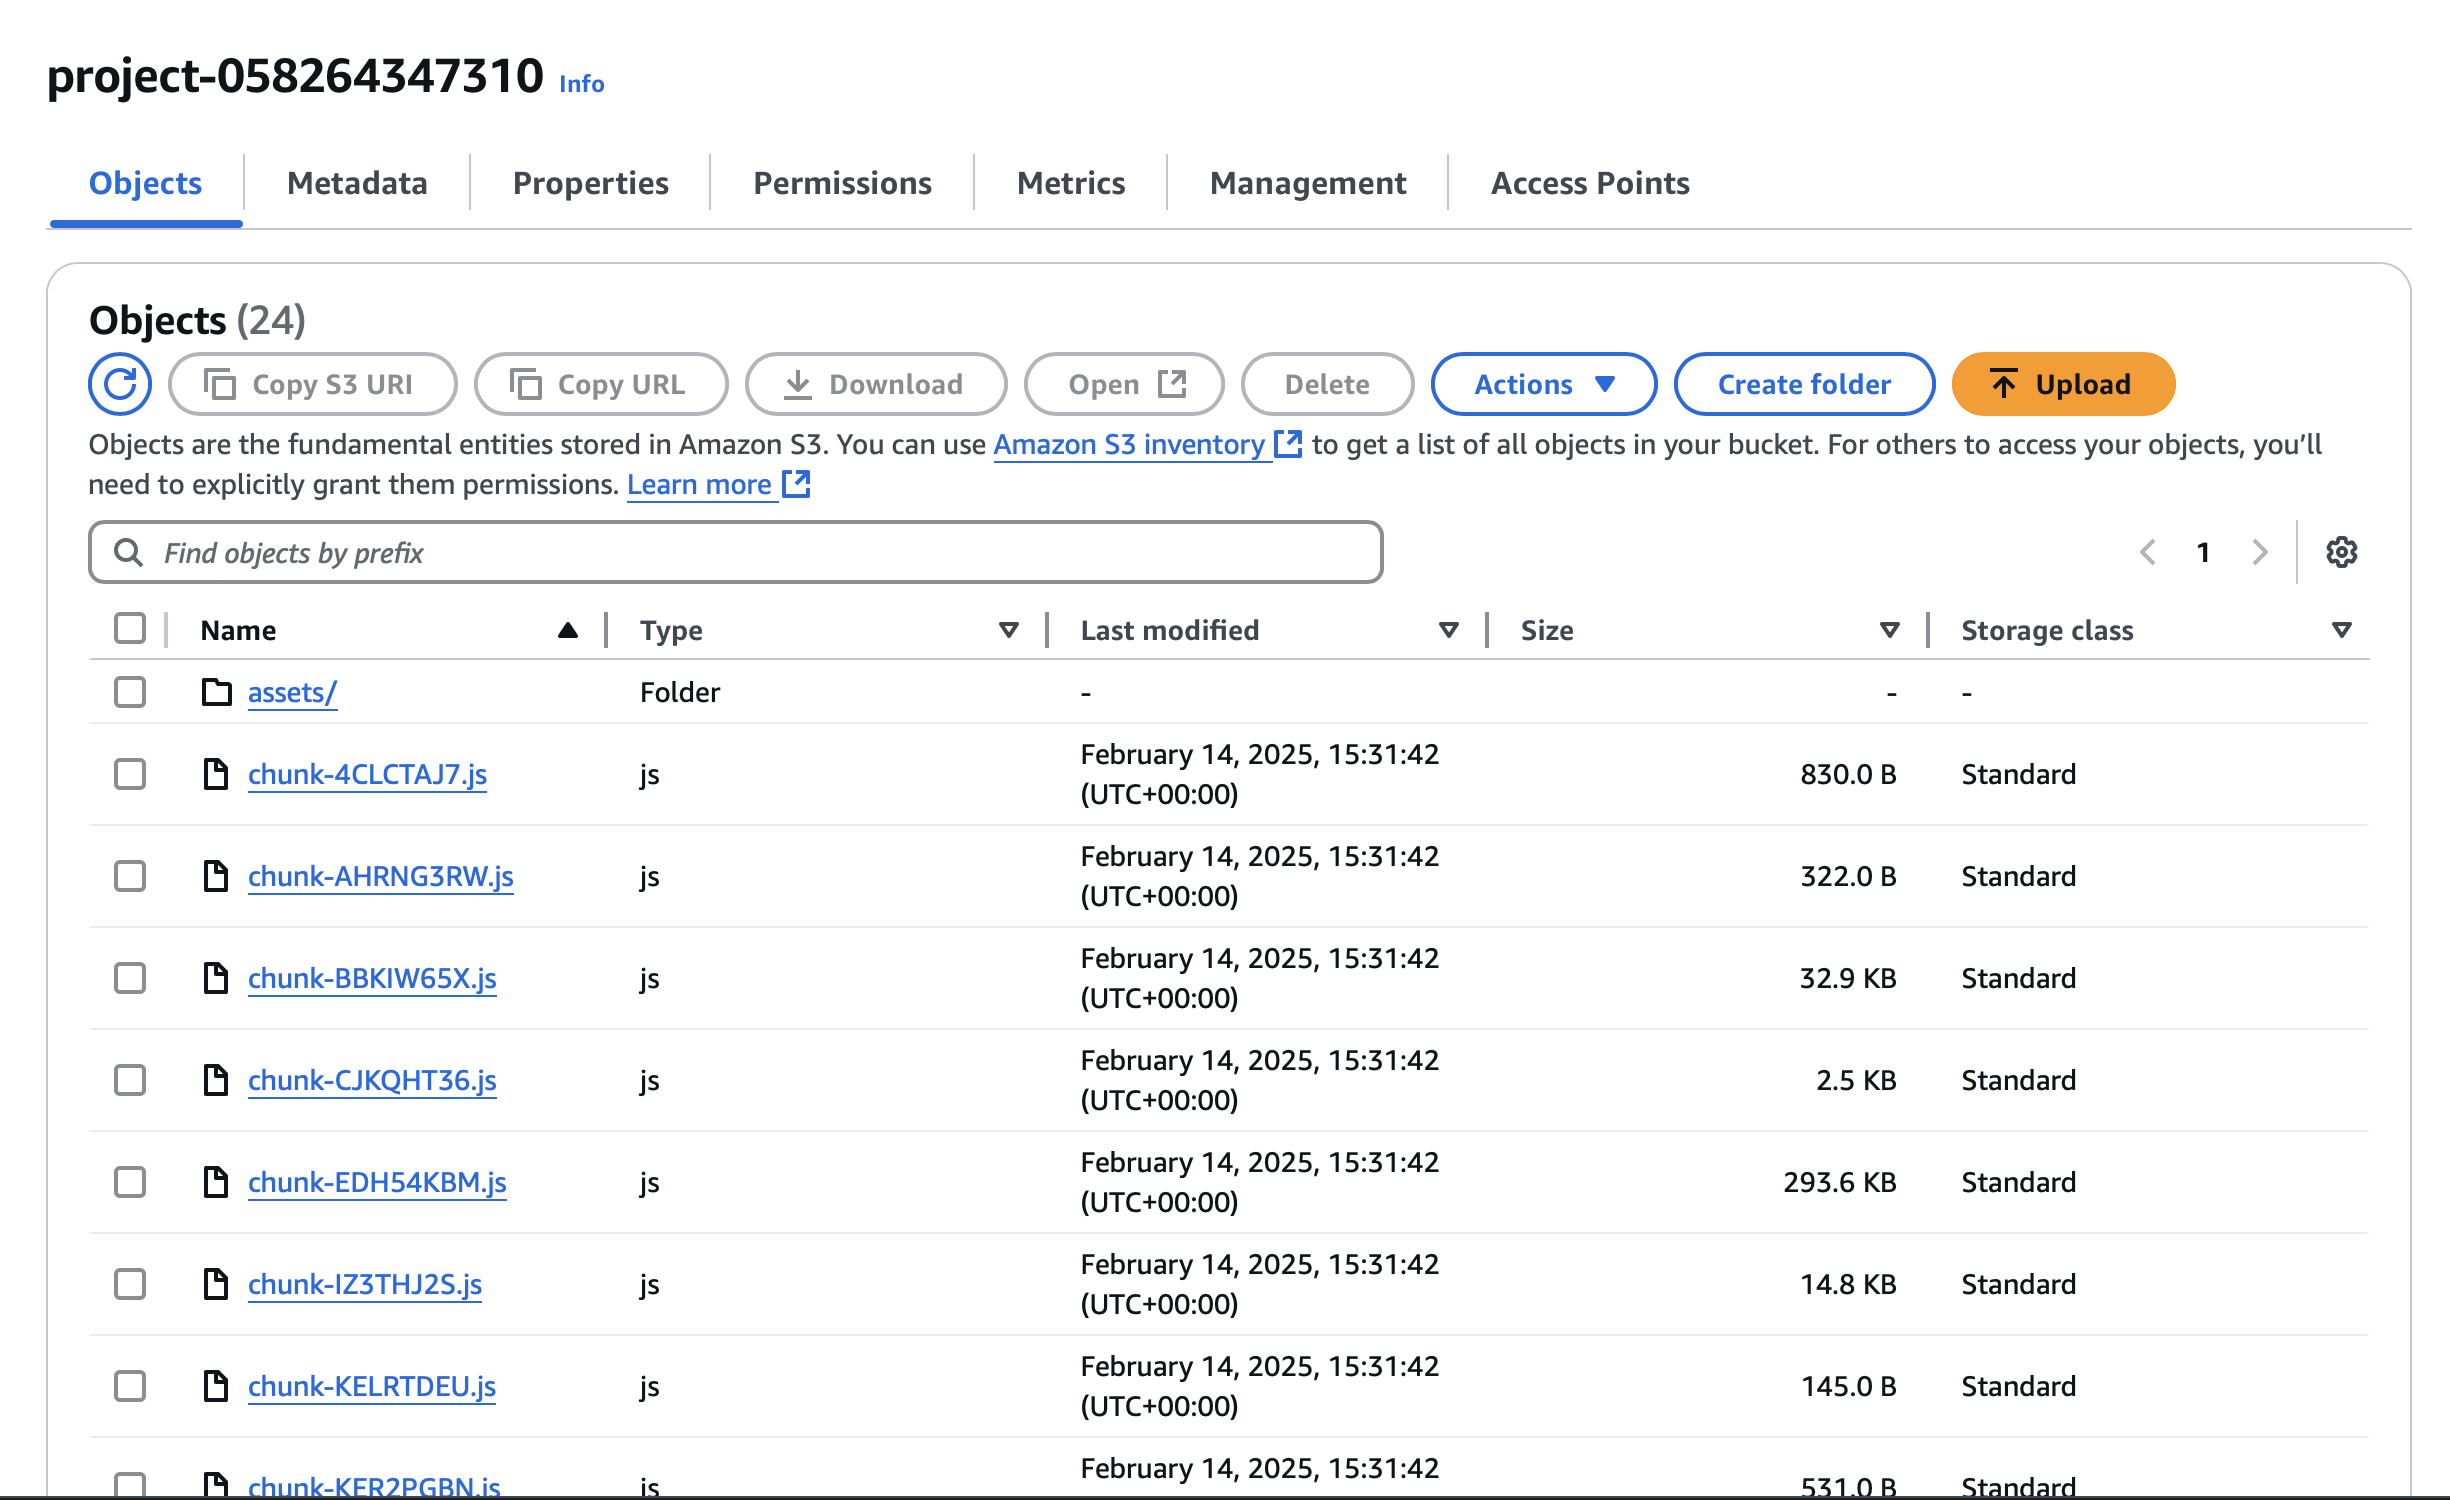 project-058264347310 Info
Objects Metadata Properties Permissions Metrics Management Access Points
Objects (24)
Copy S3 URI Copy URL Download Open Delete Actions Create folder Upload
Objects are the fundamental entities stored in Amazon S3. You can use Amazon S3 inventory to get a list of all objects in your bucket. For others to access your objects, you’ll
need to explicitly grant them permissions. Learn more
Find objects by prefix 1
Name Type Last modified Size Storage class
assets/ Folder - - -
chunk-4CLCTAJ7.js js February 14, 2025, 15:31:42 (UTC+00:00) 830.0 B Standard
chunk-AHRNG3RW.js js February 14, 2025, 15:31:42 (UTC+00:00) 322.0 B Standard
chunk-BBKIW65X.js js February 14, 2025, 15:31:42 (UTC+00:00) 32.9 KB Standard
chunk-CJKQHT36.js js February 14, 2025, 15:31:42 (UTC+00:00) 2.5 KB Standard
chunk-EDH54KBM.js js February 14, 2025, 15:31:42 (UTC+00:00) 293.6 KB Standard
chunk-IZ3THJ2S.js js February 14, 2025, 15:31:42 (UTC+00:00) 14.8 KB Standard
chunk-KELRTDEU.js js February 14, 2025, 15:31:42 (UTC+00:00) 145.0 B Standard
chunk-KER2PGBN.js js February 14, 2025, 15:31:42 531.0 B Standard